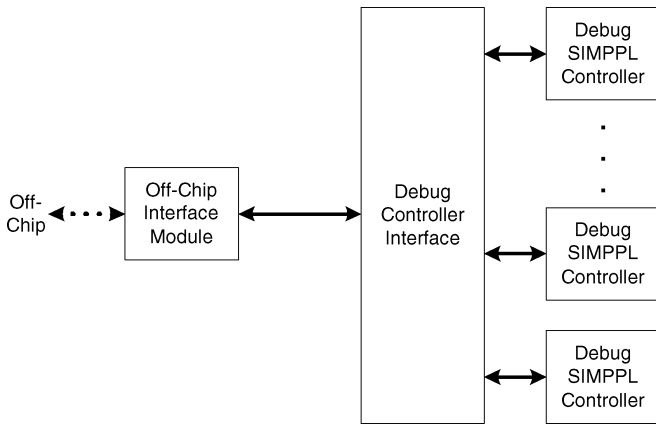 Off-
Chip
Off-Chip
Interface
Module
Debug
Controller
Interface
Debug
SIMPPL
Controller
Debug
SIMPPL
Controller
Debug
SIMPPL
Controller